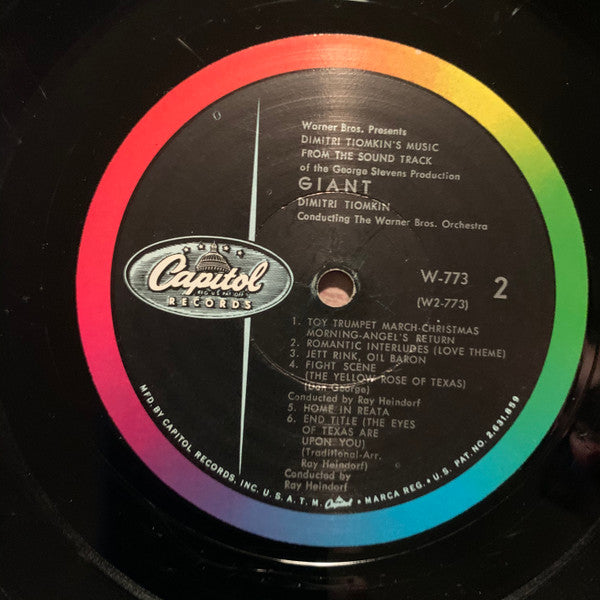 Warner Bros. Presents
DIMITRI TIOMKIN'S MUSIC
FROM THE SOUND TRACK
of the George Stevens Production
GIANT
DIMITRI TIOMKIN
Conducting The Warner Bros. Orchestra
Capitol
REG. U.S. PAT. OFF.
RECORDS
W-773
(W2-773)
2
1. TOY TRUMPET MARCH-CHRISTMAS
MORNING-ANGEL'S RETURN
2. ROMANTIC INTERLUDES (LOVE THEME)
3. JETT RINK, OIL BARON
4. FIGHT SCENE
(THE YELLOW ROSE OF TEXAS)
(Don George)
Conducted by Ray Heindorf
5. HOME IN REATA
6. END TITLE (THE EYES
OF TEXAS ARE
UPON YOU)
(Traditional-Arr.
Ray Heindorf)
Conducted by
Ray Heindorf
MFD. BY CAPITOL RECORDS, INC. U.S.A. T.M. Capitol • MARCA REG. • U.S. PAT. NO. 2,631,859